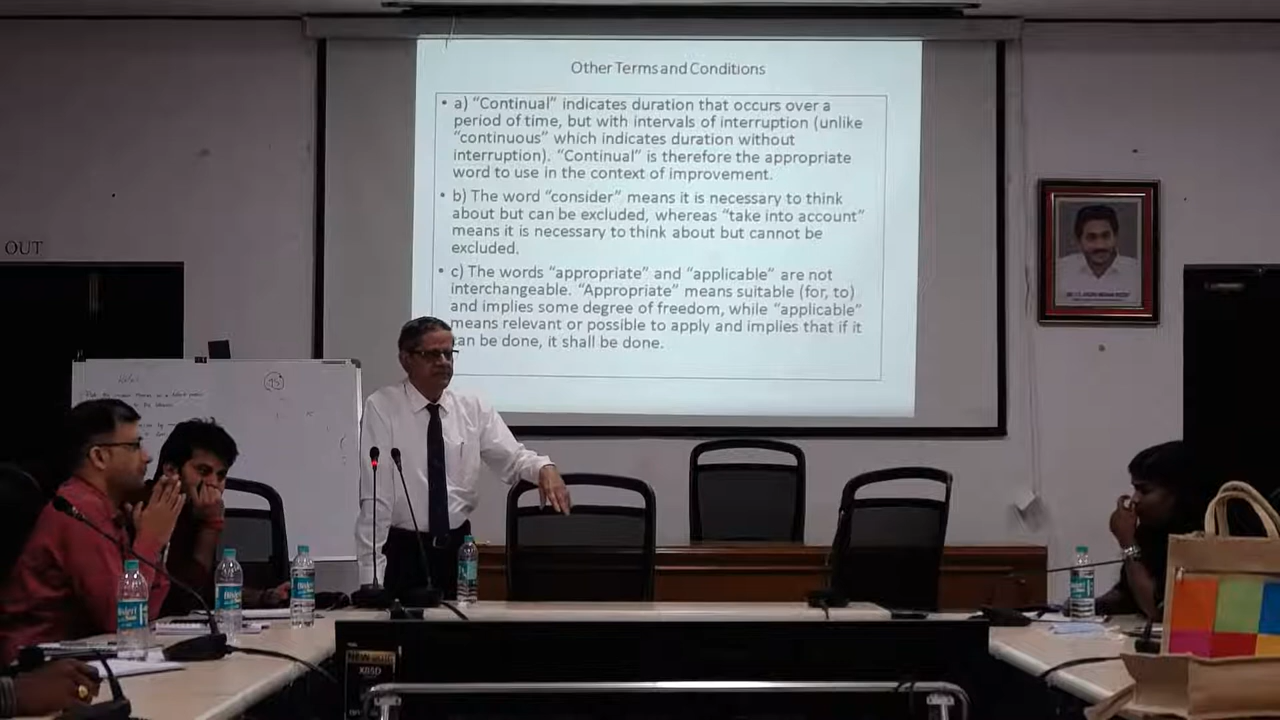 Other Terms and Conditions
• a) “Continual” indicates duration that occurs over a
period of time, but with intervals of interruption (unlike
“continuous” which indicates duration without
interruption). “Continual” is therefore the appropriate
word to use in the context of improvement.
• b) The word “consider” means it is necessary to think
about but can be excluded, whereas “take into account”
means it is necessary to think about but cannot be
excluded.
• c) The words “appropriate” and “applicable” are not
interchangeable. “Appropriate” means suitable (for, to)
and implies some degree of freedom, while “applicable”
means relevant or possible to apply and implies that if it
can be done, it shall be done.
OUT